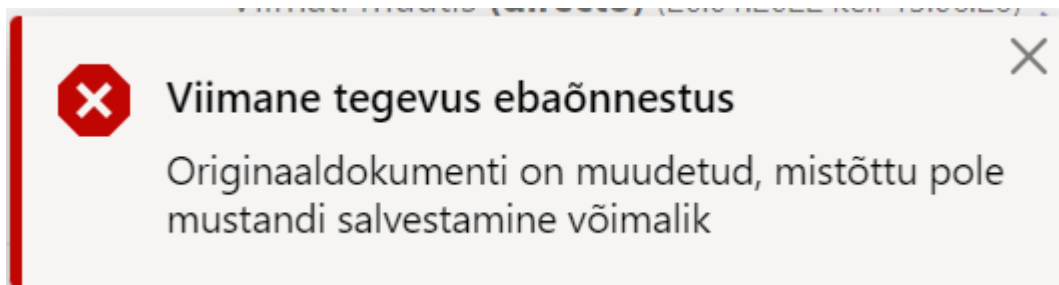 Viimane tegevus ebaõnnestus
Originaaldokumenti on muudetud, mistõttu pole
mustandi salvestamine võimalik